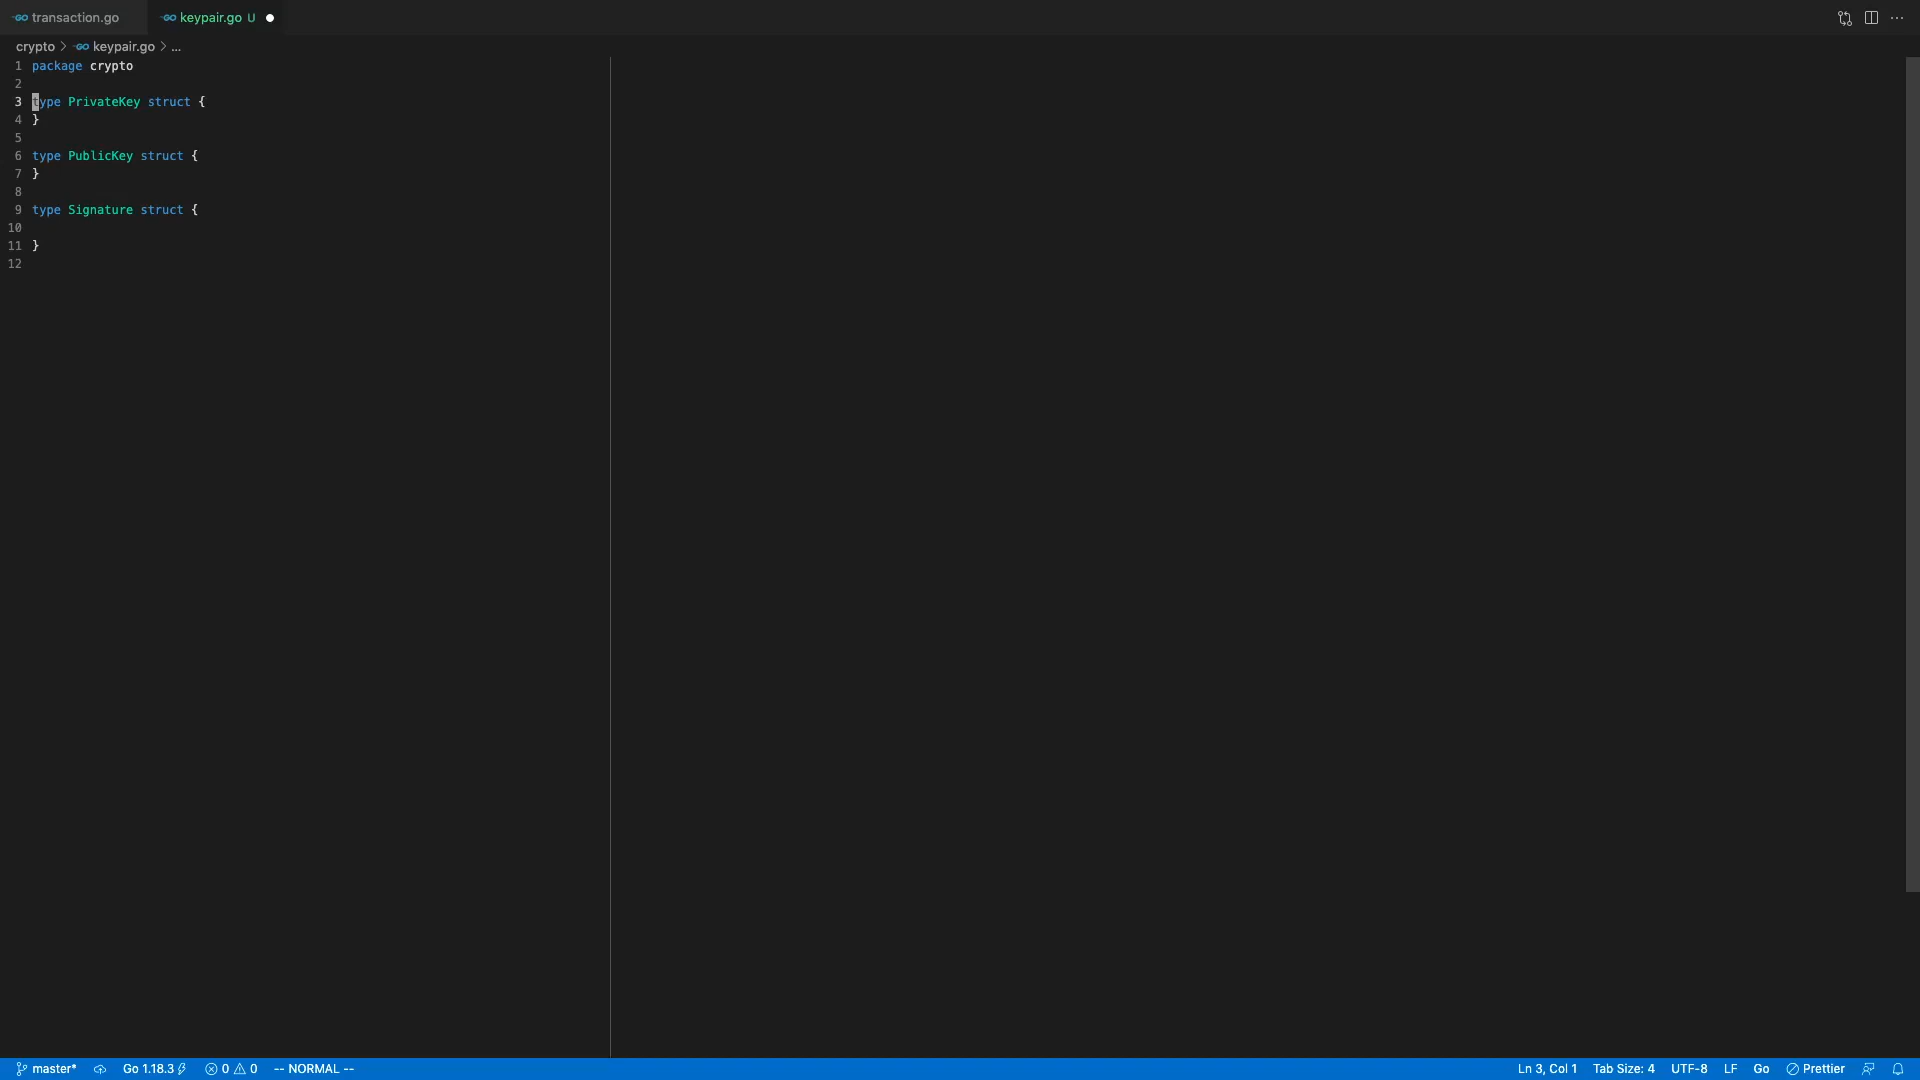 transaction.go keypair.go U
crypto > keypair.go > ...
1 package crypto
2
3 type PrivateKey struct {
4 }
5
6 type PublicKey struct {
7 }
8
9 type Signature struct {
10
11 }
12
master* Go 1.18.3 0 0 -- NORMAL -- Ln 3, Col 1 Tab Size: 4 UTF-8 LF Go Prettier